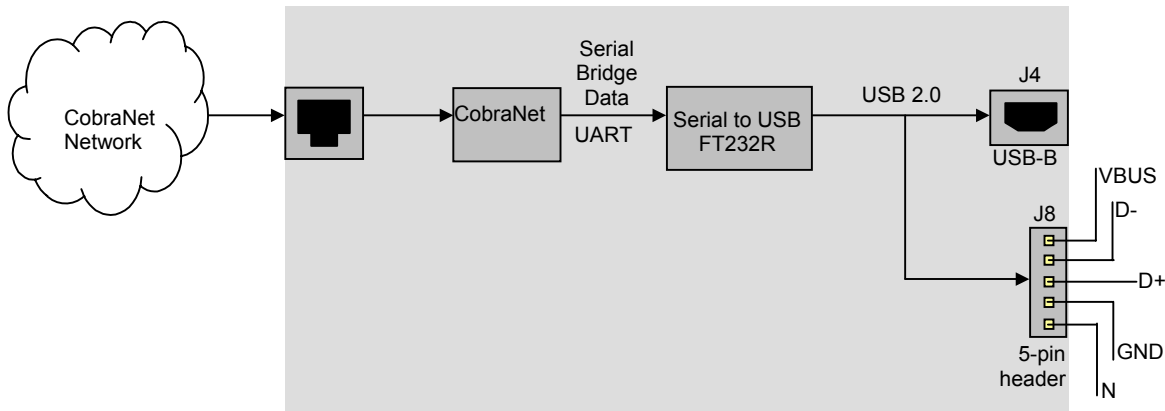 CobraNet
Network
CobraNet
Serial
Bridge
Data
UART
Serial to USB
FT232R
USB 2.0
J4
USB-B
J8
VBUS
D-
D+
GND
N
5-pin
header